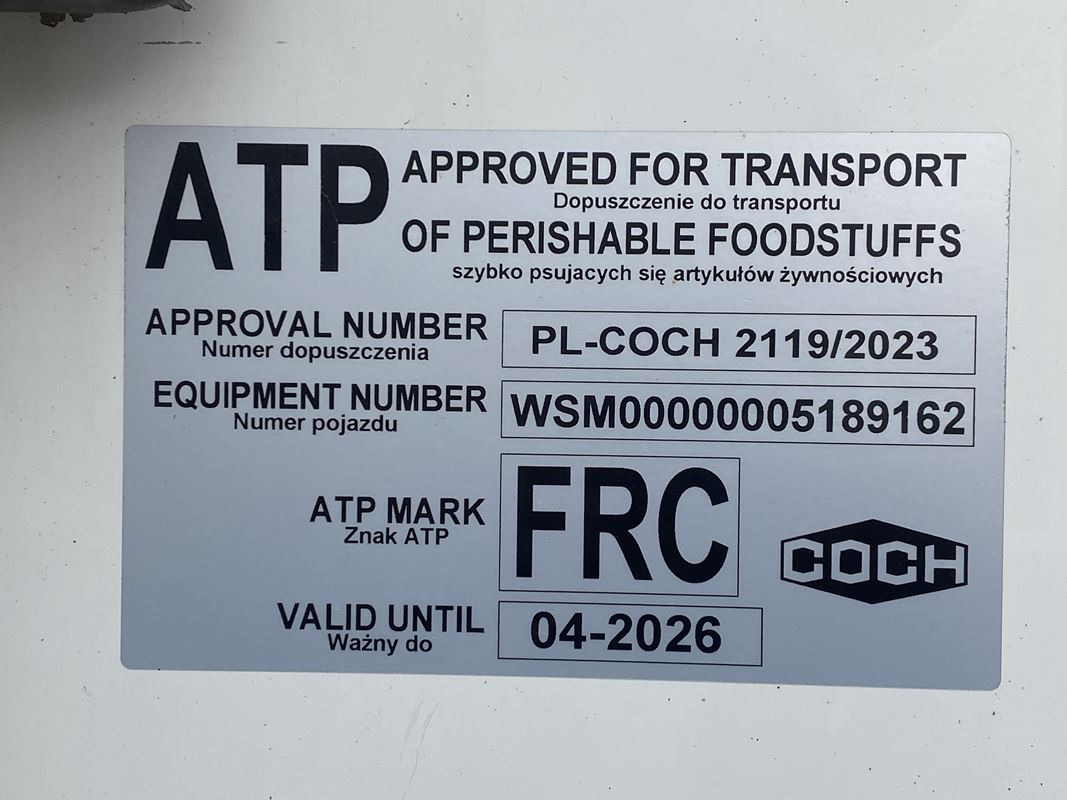 ATP
APPROVED FOR TRANSPORT
Dopuszczenie do transportu
OF PERISHABLE FOODSTUFFS
szybko psujacych się artykułów żywnościowych
APPROVAL NUMBER
Numer dopuszczenia
PL-COCH 2119/2023
EQUIPMENT NUMBER
Numer pojazdu
WSM00000005189162
ATP MARK
Znak ATP
FRC
COCH
VALID UNTIL
Ważny do
04-2026